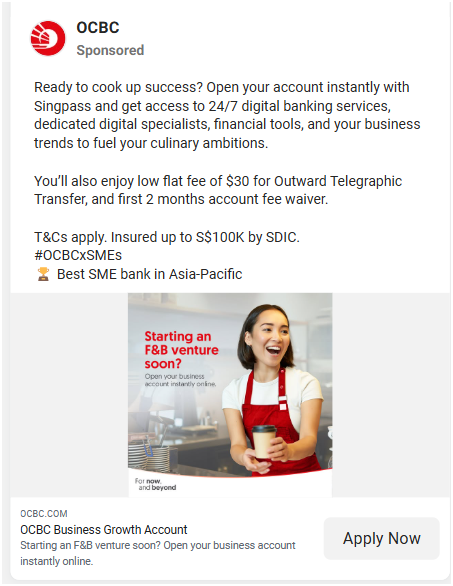 OCBC
Sponsored
Ready to cook up success? Open your account instantly with
Singpass and get access to 24/7 digital banking services,
dedicated digital specialists, financial tools, and your business
trends to fuel your culinary ambitions.
You’ll also enjoy low flat fee of $30 for Outward Telegraphic
Transfer, and first 2 months account fee waiver.
T&Cs apply. Insured up to S$100K by SDIC.
#OCBCxSMEs
🏆 Best SME bank in Asia-Pacific
Starting an
F&B venture
soon?
Open your business
account instantly online.
For now,
and beyond
OCBC.COM
OCBC Business Growth Account
Starting an F&B venture soon? Open your business account
instantly online.
Apply Now